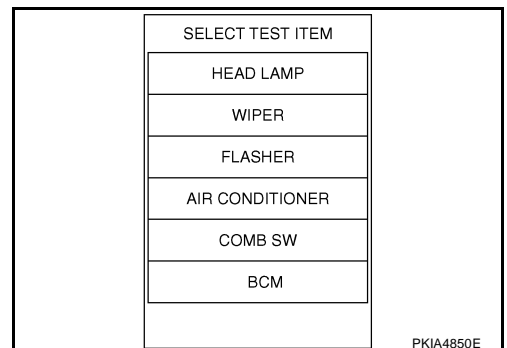 SELECT TEST ITEM
HEAD LAMP
WIPER
FLASHER
AIR CONDITIONER
COMB SW
BCM
PKIA4850E